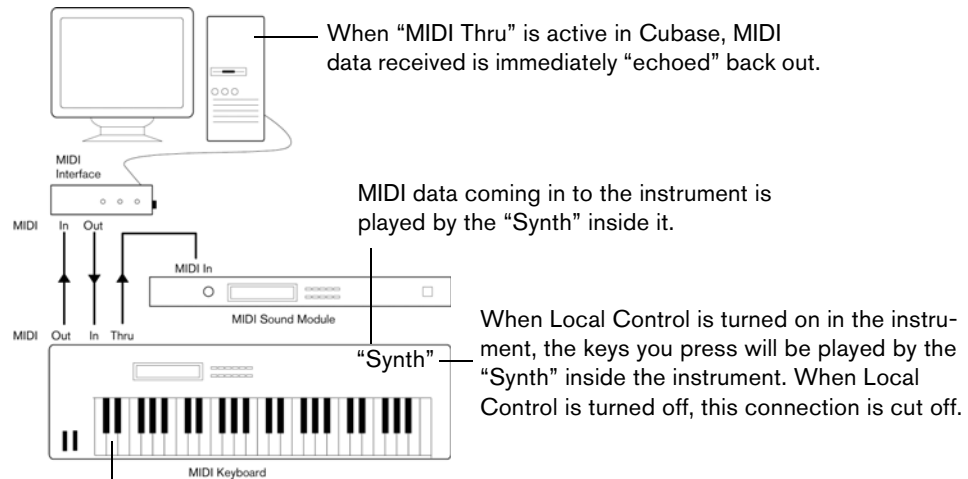 When “MIDI Thru” is active in Cubase, MIDI
data received is immediately “echoed” back out.
MIDI
Interface
MIDI In Out
MIDI data coming in to the instrument is
played by the “Synth” inside it.
MIDI In
MIDI Sound Module
MIDI Out In Thru
“Synth”
When Local Control is turned on in the instru-
ment, the keys you press will be played by the
“Synth” inside the instrument. When Local
Control is turned off, this connection is cut off.
MIDI Keyboard